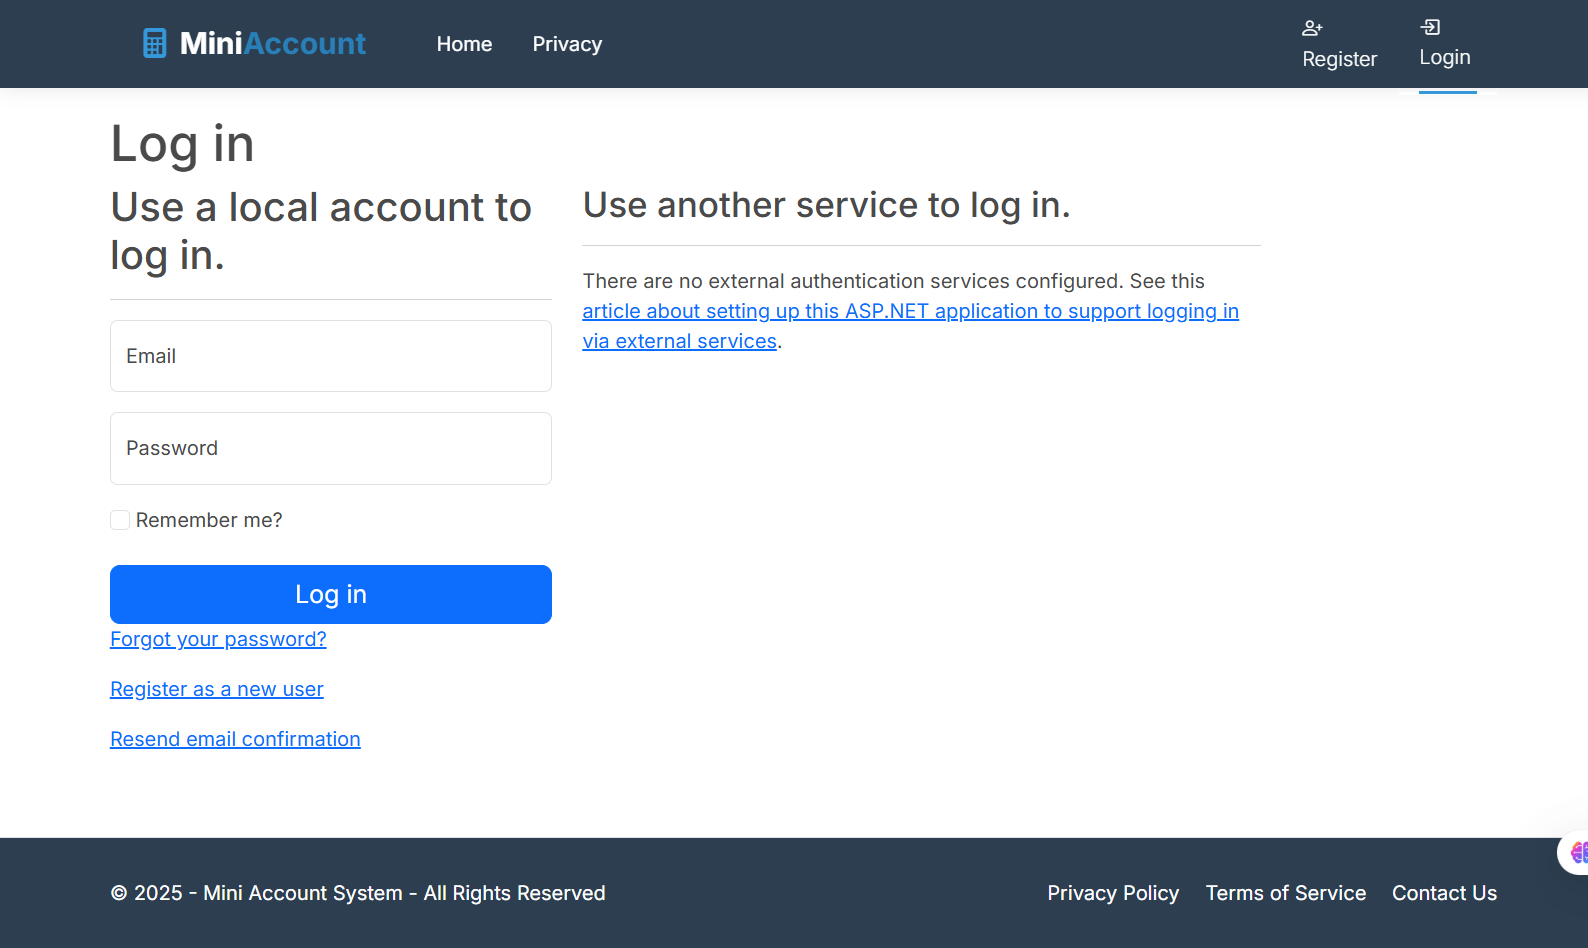 MiniAccount
Home
Privacy
Register
Login
Log in
Use a local account to
log in.
Email
Password
Remember me?
Log in
Forgot your password?
Register as a new user
Resend email confirmation
Use another service to log in.
There are no external authentication services configured. See this
article about setting up this ASP.NET application to support logging in
via external services.
© 2025 - Mini Account System - All Rights Reserved
Privacy Policy
Terms of Service
Contact Us